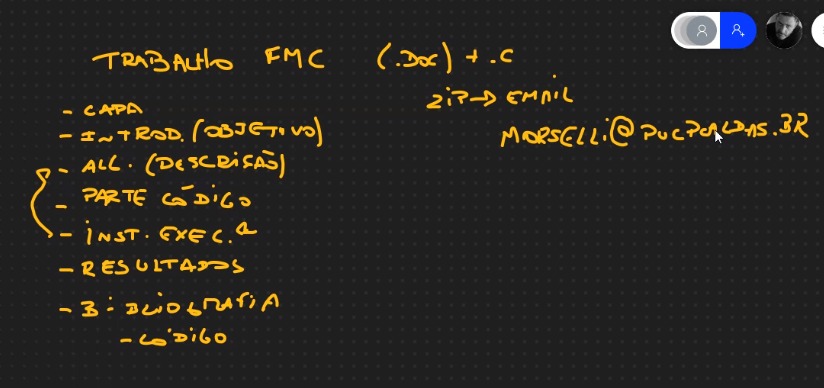 TRABALHO FMC (.Doc) + .C
ZIP → EMAIL
MORSELLI@PUCPCALDAS.BR
- CAPA
- INTROD. (OBJETIVO)
- ALG. (DESCRISÃO)
- PARTE CÓDIGO
- INST. EXEC.
- RESULTADOS
- BIBLIOGRAFIA
- CÓDIGO